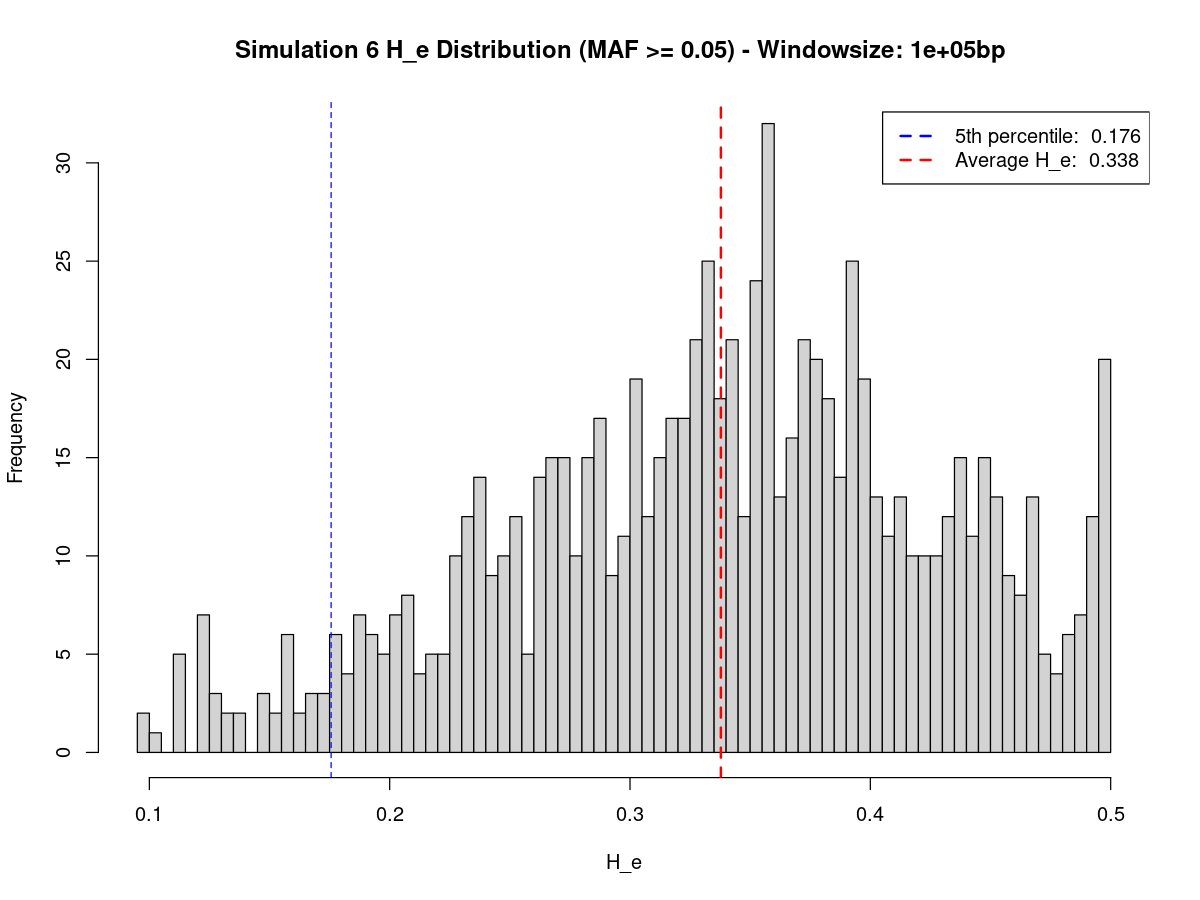 Simulation 6 H_e Distribution (MAF >= 0.05) - Windowsize: 1e+05bp
5th percentile:  0.176
Average H_e:  0.338
Frequency
30
25
20
15
10
5
0
0.1 0.2 0.3 0.4 0.5
H_e